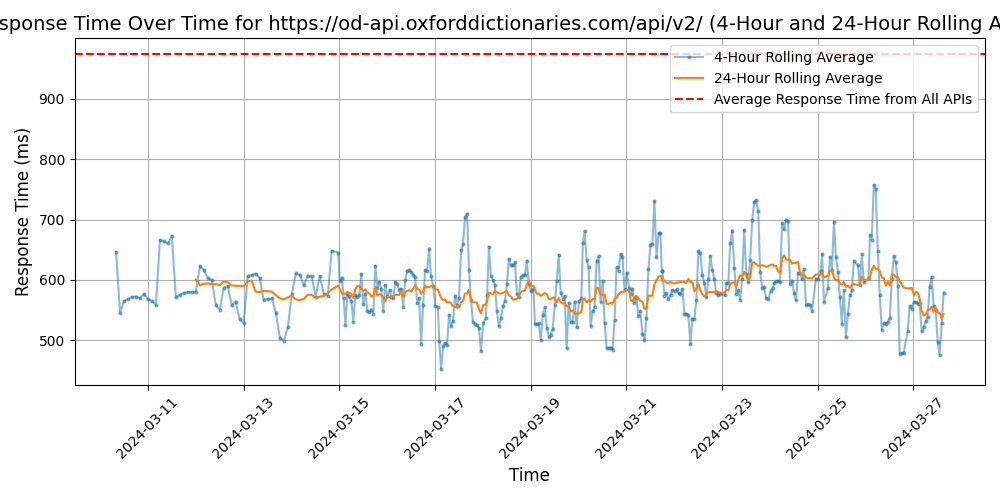 sponse Time Over Time for https://od-api.oxforddictionaries.com/api/v2/ (4-Hour and 24-Hour Rolling A
4-Hour Rolling Average
24-Hour Rolling Average
Average Response Time from All APIs
Response Time (ms)
900
800
700
600
500
2024-03-11
2024-03-13
2024-03-15
2024-03-17
2024-03-19
2024-03-21
2024-03-23
2024-03-25
2024-03-27
Time